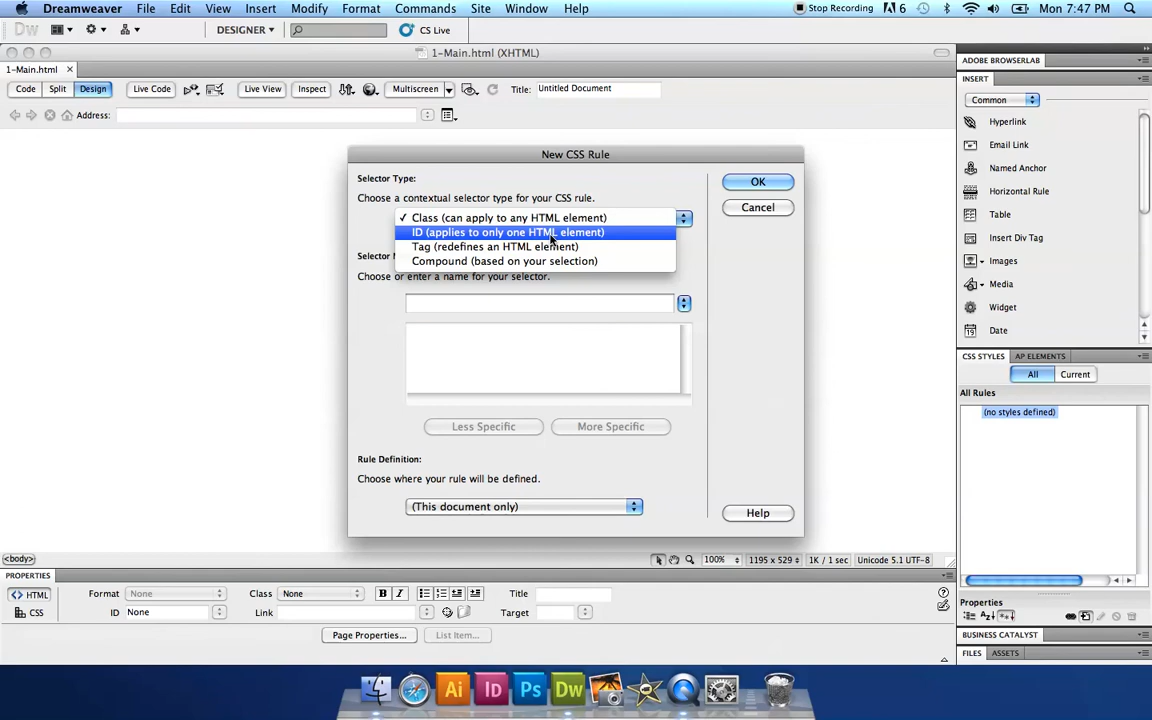 Dreamweaver File Edit View Insert Modify Format Commands Site Window Help Stop Recording 6 Mon 7:47 PM
Dw DESIGNER CS Live
1-Main.html (XHTML)
1-Main.html ×
Code Split Design Live Code Live View Inspect Multiscreen Title: Untitled Document
Address:
New CSS Rule
Selector Type:
Choose a contextual selector type for your CSS rule.
✓ Class (can apply to any HTML element)
ID (applies to only one HTML element)
Tag (redefines an HTML element)
Compound (based on your selection)
Selector
Choose or enter a name for your selector.
Less Specific More Specific
Rule Definition:
Choose where your rule will be defined.
(This document only)
OK
Cancel
Help
ADOBE BROWSERLAB
INSERT
Common
Hyperlink
Email Link
Named Anchor
Horizontal Rule
Table
Insert Div Tag
Images
Media
Widget
19 Date
CSS STYLES AP ELEMENTS
All Current
All Rules
(no styles defined)
Properties
BUSINESS CATALYST
FILES ASSETS
<body> 100% 1195 x 529 1K / 1 sec Unicode 5.1 UTF-8
PROPERTIES
<> HTML Format None Class None B I Title
CSS ID None Link Target
Page Properties... List Item...
Ai Id Ps Dw